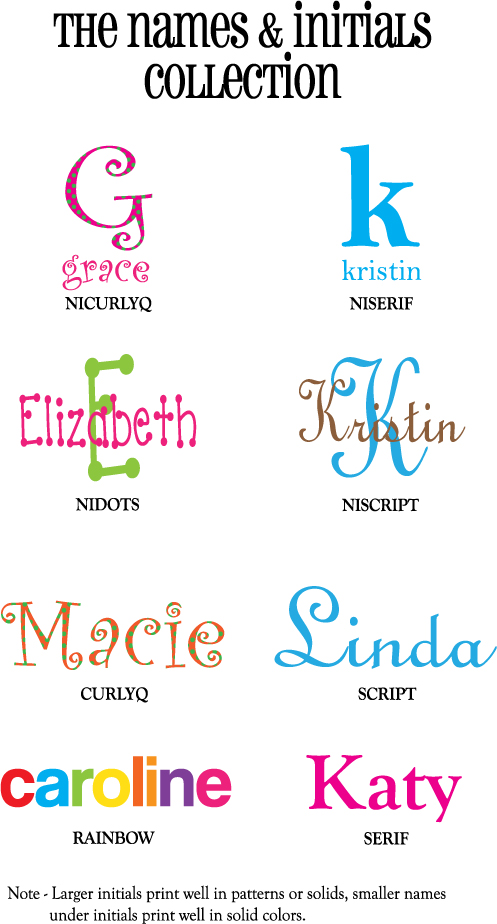 THE names & iniTIALS
COLLECTION
G
k
grace
kristin
NICURLYQ
NISERIF
E
Elizabeth
K
Kristin
NIDOTS
NISCRIPT
Macie
Linda
CURLYQ
SCRIPT
caroline
Katy
RAINBOW
SERIF
Note - Larger initials print well in patterns or solids, smaller names
under initials print well in solid colors.